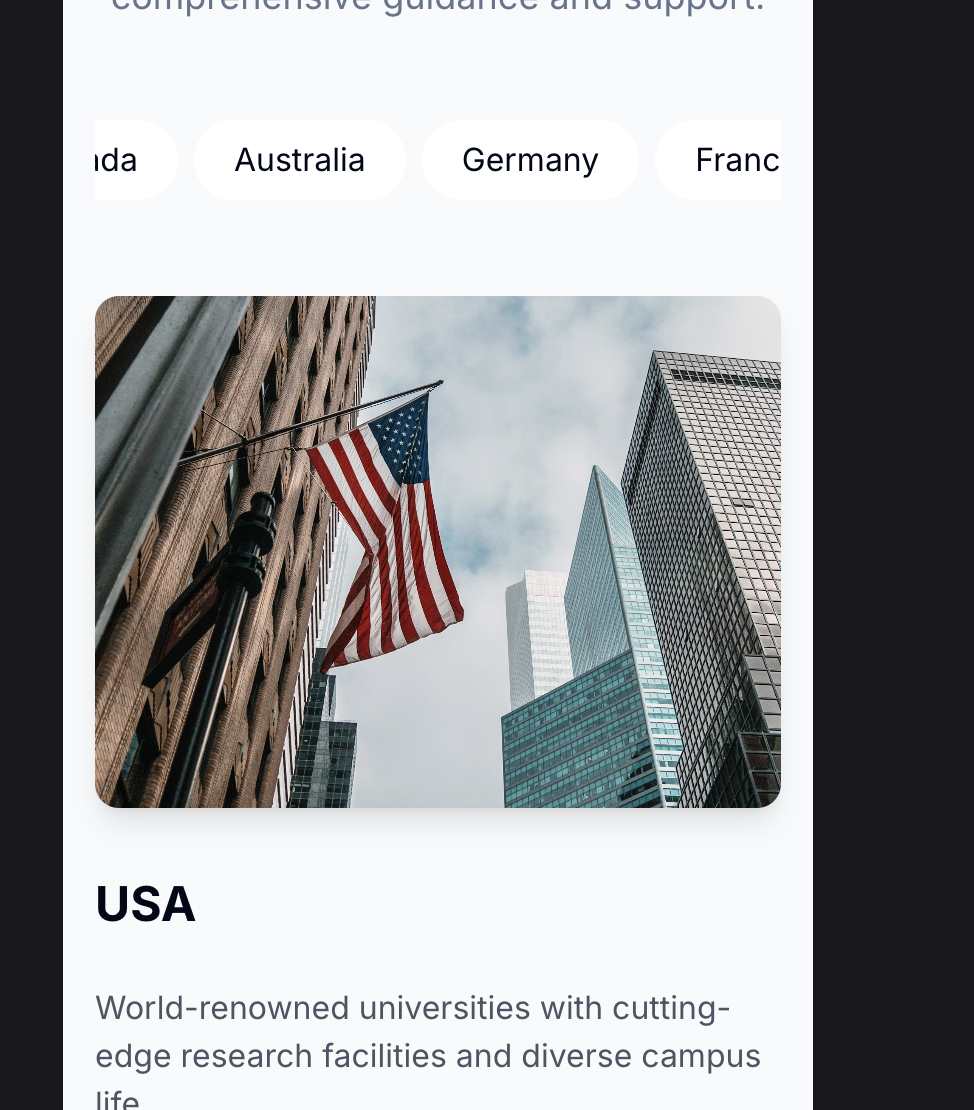 comprehensive guidance and support.
nda Australia Germany Franc
USA
World-renowned universities with cutting-
edge research facilities and diverse campus
life.